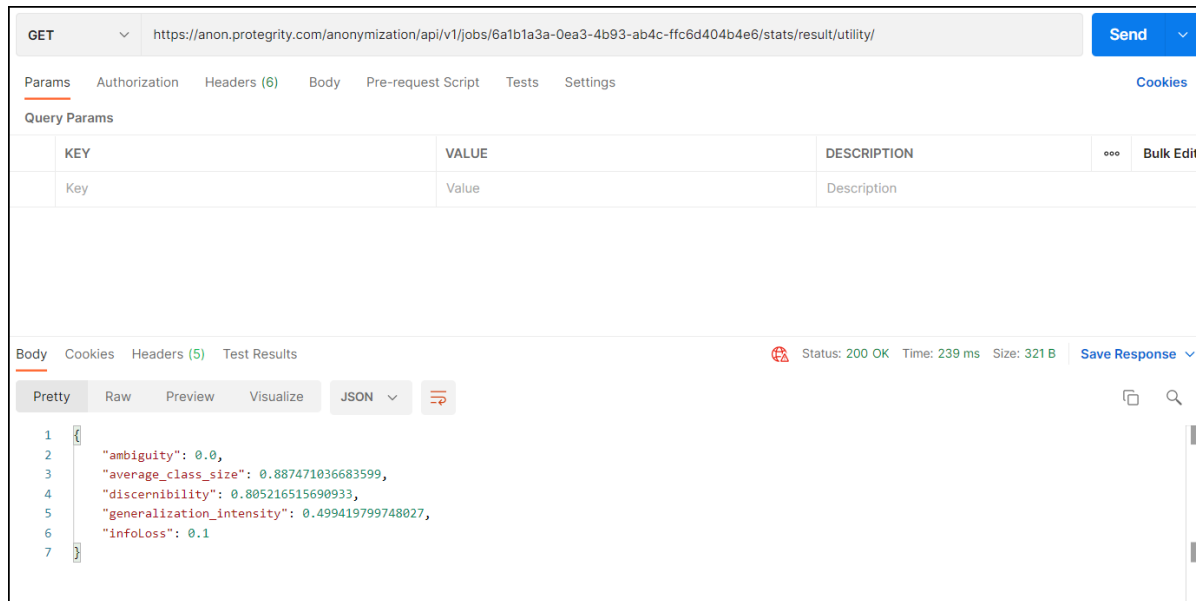 GET https://anon.protegrity.com/anonymization/api/v1/jobs/6a1b1a3a-0ea3-4b93-ab4c-ffc6d404b4e6/stats/result/utility/ Send
Params Authorization Headers (6) Body Pre-request Script Tests Settings Cookies
Query Params
KEY VALUE DESCRIPTION ooo Bulk Edit
Key Value Description
Body Cookies Headers (5) Test Results Status: 200 OK Time: 239 ms Size: 321 B Save Response
Pretty Raw Preview Visualize JSON
1 {
2 "ambiguity": 0.0,
3 "average_class_size": 0.887471036683599,
4 "discernibility": 0.805216515690933,
5 "generalization_intensity": 0.499419799748027,
6 "infoLoss": 0.1
7 }